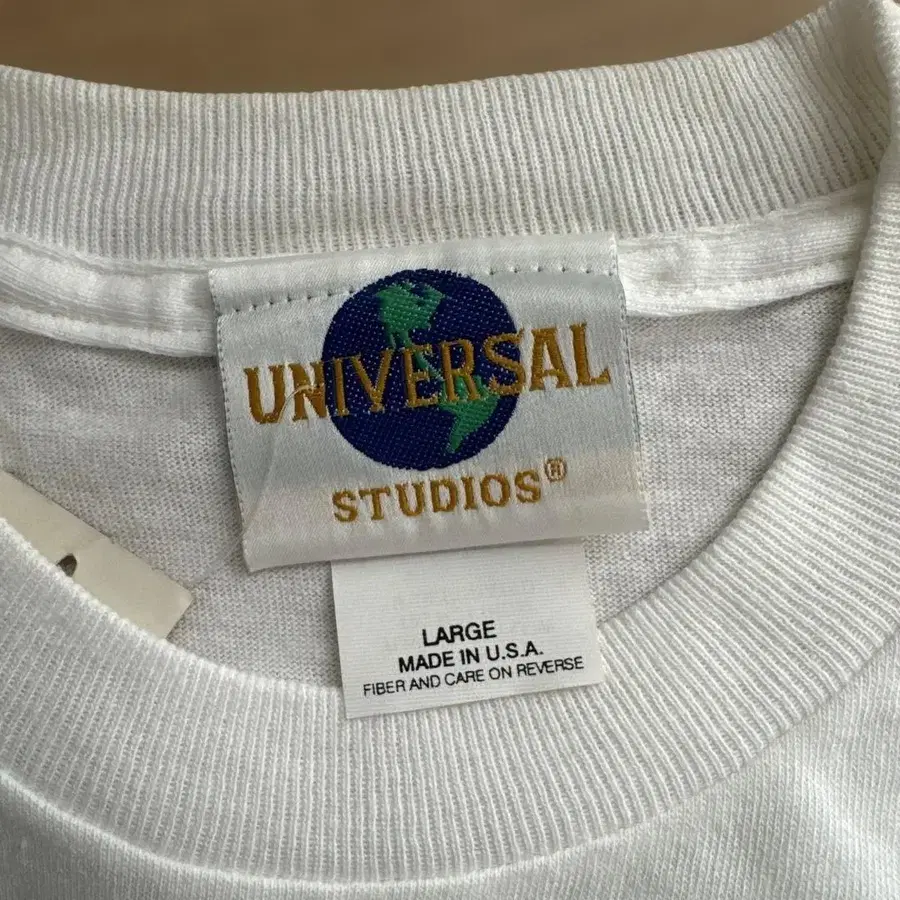 UNIVERSAL
STUDIOS®
LARGE
MADE IN U.S.A.
FIBER AND CARE ON REVERSE